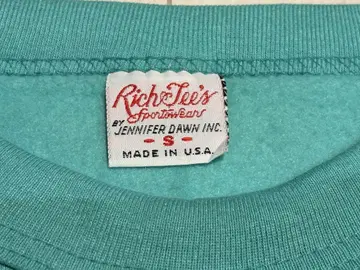 Rich & Tee's
Sportswear
BY JENNIFER DAWN INC.
- S -
MADE IN U.S.A.